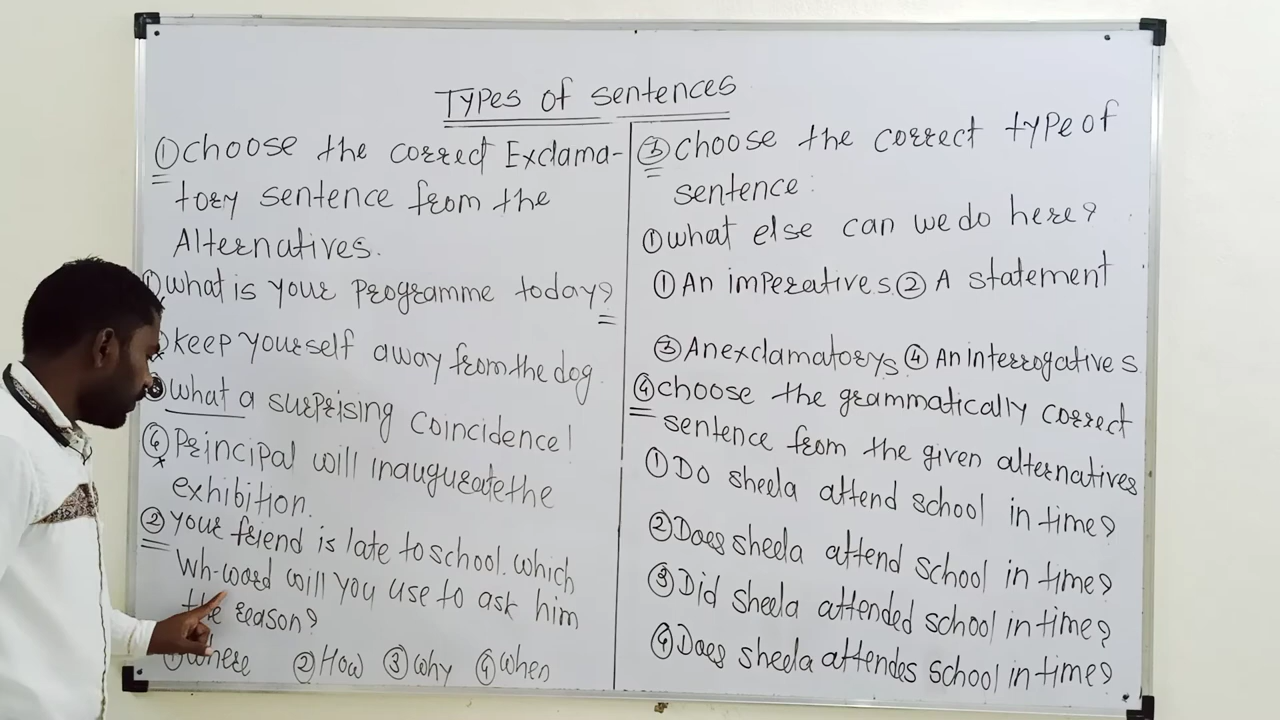 Types of sentences
① choose the correct Exclama-
tory sentence from the
Alternatives.
① what is your programme today?
keep yourself away from the dog.
③ what a surprising coincidence!
④ Principal will inaugurate the
exhibition.
② your friend is late to school. which
Wh-word will you use to ask him
the reason?
① where ② How ③ why ④ when
③ choose the correct type of
sentence:
① what else can we do here?
① An imperatives ② A statement
③ An exclamatorys ④ An interrogatives
④ choose the grammatically correct
sentence from the given alternatives
① Do sheela attend school in time?
② Does sheela attend school in time?
③ Did sheela attended school in time?
④ Does sheela attendes school in time?